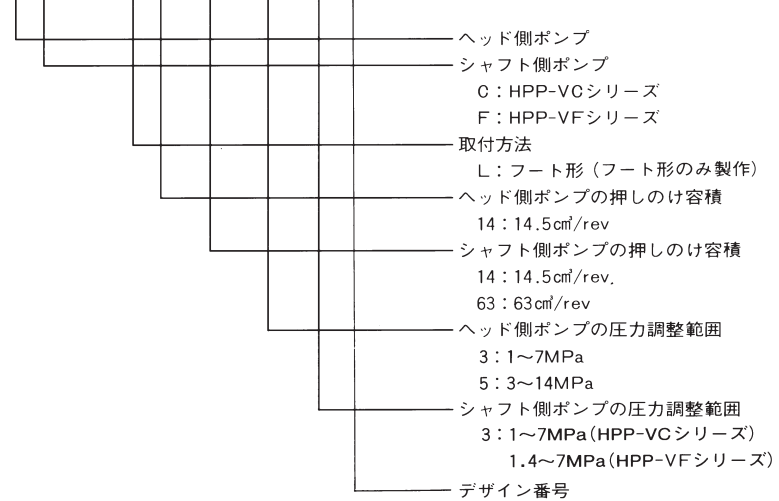 ヘッド側ポンプ
シャフト側ポンプ
C：HPP-VCシリーズ
F：HPP-VFシリーズ
取付方法
L：フート形（フート形のみ製作）
ヘッド側ポンプの押しのけ容積
14：14.5cm³/rev
シャフト側ポンプの押しのけ容積
14：14.5cm³/rev.
63：63cm³/rev
ヘッド側ポンプの圧力調整範囲
3：1～7MPa
5：3～14MPa
シャフト側ポンプの圧力調整範囲
3：1～7MPa(HPP-VCシリーズ)
1.4～7MPa(HPP-VFシリーズ)
デザイン番号